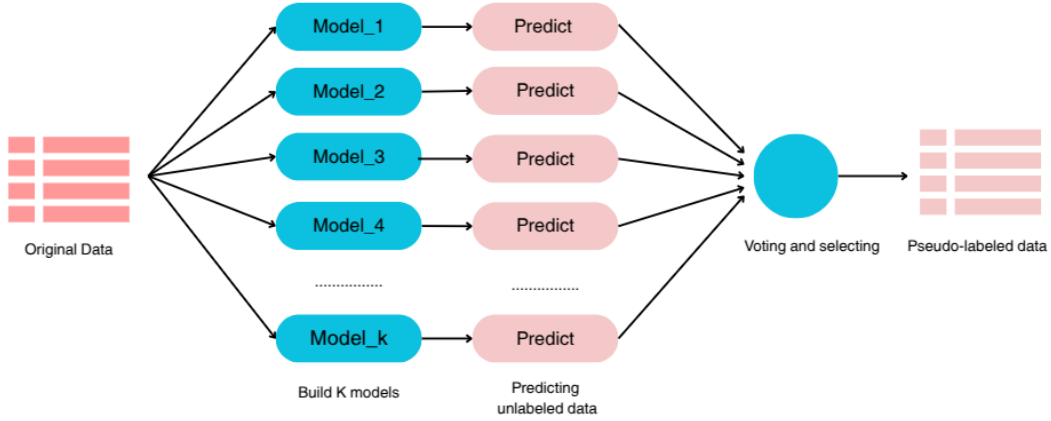 Model_1
Predict
Model_2
Predict
Model_3
Predict
Model_4
Predict
Original Data
Voting and selecting
Pseudo-labeled data
................
................
Model_k
Predict
Build K models
Predicting
unlabeled data